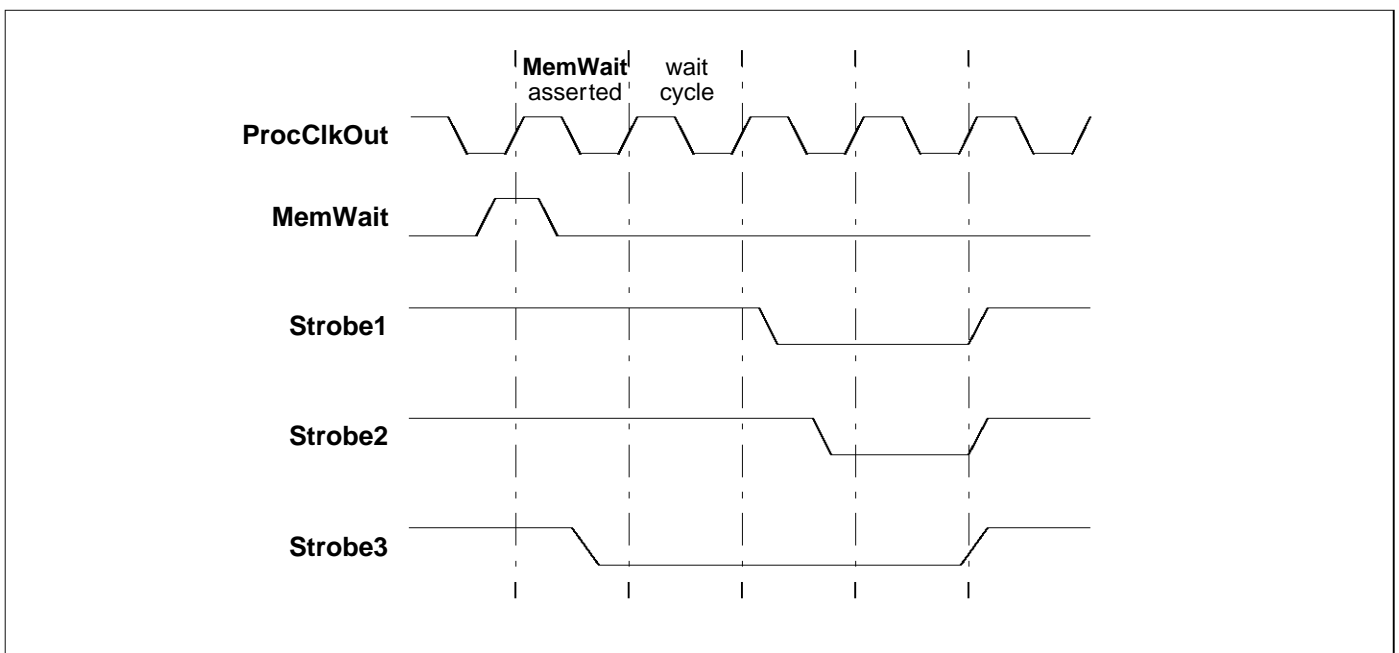 MemWait wait
asserted cycle
ProcClkOut
MemWait
Strobe1
Strobe2
Strobe3